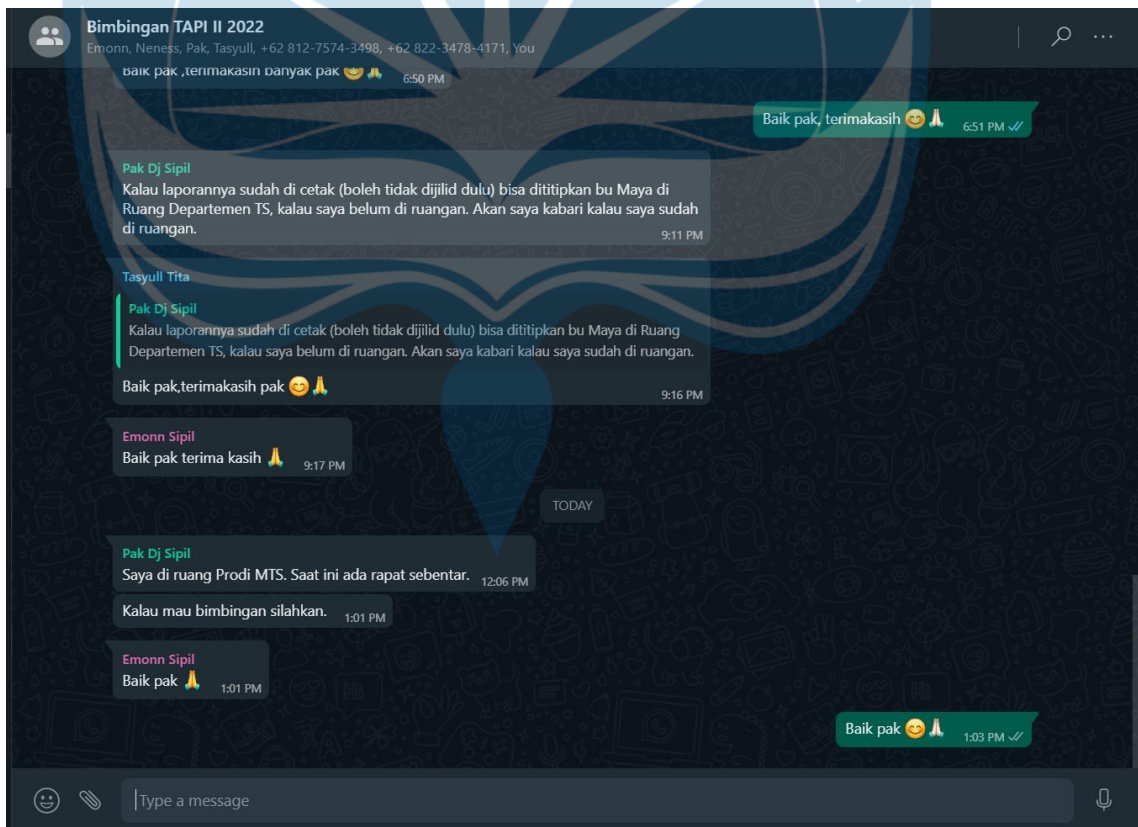 Bimbingan TAPI II 2022
Emonn, Neness, Pak, Tasyull, +62 812-7574-3498, +62 822-3478-4171, You
Baik pak ,terimakasih banyak pak 😊🙏 6:50 PM
Baik pak, terimakasih 😊🙏🏻 6:51 PM
Pak Dj Sipil
Kalau laporannya sudah di cetak (boleh tidak dijilid dulu) bisa dititipkan bu Maya di
Ruang Departemen TS, kalau saya belum di ruangan. Akan saya kabari kalau saya sudah
di ruangan.
9:11 PM
Tasyull Tita
Pak Dj Sipil
Kalau laporannya sudah di cetak (boleh tidak dijilid dulu) bisa dititipkan bu Maya di Ruang
Departemen TS, kalau saya belum di ruangan. Akan saya kabari kalau saya sudah di ruangan.
Baik pak,terimakasih pak 😊🙏
9:16 PM
Emonn Sipil
Baik pak terima kasih 🙏 9:17 PM
TODAY
Pak Dj Sipil
Saya di ruang Prodi MTS. Saat ini ada rapat sebentar. 12:06 PM
Kalau mau bimbingan silahkan. 1:01 PM
Emonn Sipil
Baik pak 🙏 1:01 PM
Baik pak 😊🙏🏻 1:03 PM
Type a message